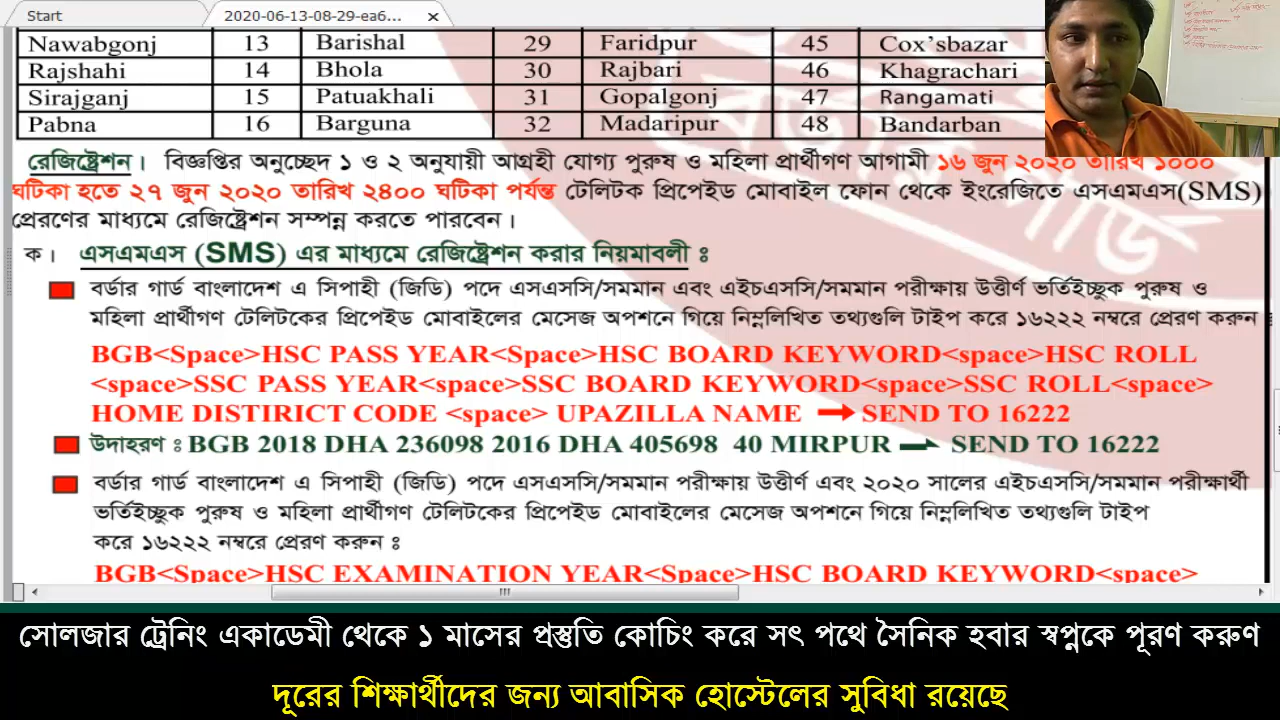 Start
2020-06-13-08-29-ea6...
Nawabgonj 13 Barishal 29 Faridpur 45 Cox'sbazar
Rajshahi 14 Bhola 30 Rajbari 46 Khagrachari
Sirajganj 15 Patuakhali 31 Gopalgonj 47 Rangamati
Pabna 16 Barguna 32 Madaripur 48 Bandarban
রেজিষ্ট্রেশন। বিজ্ঞপ্তির অনুচ্ছেদ ১ ও ২ অনুযায়ী আগ্রহী যোগ্য পুরুষ ও মহিলা প্রার্থীগণ আগামী ১৬ জুন ২০২০ তারিখ ১০০০
ঘটিকা হতে ২৭ জুন ২০২০ তারিখ ২৪০০ ঘটিকা পর্যন্ত টেলিটক প্রিপেইড মোবাইল ফোন থেকে ইংরেজিতে এসএমএস(SMS)
প্রেরণের মাধ্যমে রেজিষ্ট্রেশন সম্পন্ন করতে পারবেন।
ক। এসএমএস (SMS) এর মাধ্যমে রেজিষ্ট্রেশন করার নিয়মাবলী ঃ
বর্ডার গার্ড বাংলাদেশ এ সিপাহী (জিডি) পদে এসএসসি/সমমান এবং এইচএসসি/সমমান পরীক্ষায় উত্তীর্ণ ভর্তিইচ্ছুক পুরুষ ও
মহিলা প্রার্থীগণ টেলিটকের প্রিপেইড মোবাইলের মেসেজ অপশনে গিয়ে নিম্নলিখিত তথ্যগুলি টাইপ করে ১৬২২২ নম্বরে প্রেরণ করুন ঃ
BGB<Space>HSC PASS YEAR<Space>HSC BOARD KEYWORD<space>HSC ROLL
<space>SSC PASS YEAR<space>SSC BOARD KEYWORD<space>SSC ROLL<space>
HOME DISTIRICT CODE <space> UPAZILLA NAME ➞ SEND TO 16222
উদাহরণ ঃ BGB 2018 DHA 236098 2016 DHA 405698 40 MIRPUR ⇀ SEND TO 16222
বর্ডার গার্ড বাংলাদেশ এ সিপাহী (জিডি) পদে এসএসসি/সমমান পরীক্ষায় উত্তীর্ণ এবং ২০২০ সালের এইচএসসি/সমমান পরীক্ষার্থী
ভর্তিইচ্ছুক পুরুষ ও মহিলা প্রার্থীগণ টেলিটকের প্রিপেইড মোবাইলের মেসেজ অপশনে গিয়ে নিম্নলিখিত তথ্যগুলি টাইপ
করে ১৬২২২ নম্বরে প্রেরণ করুন ঃ
BGB<Space>HSC EXAMINATION YEAR<Space>HSC BOARD KEYWORD<space>
সোলজার ট্রেনিং একাডেমী থেকে ১ মাসের প্রস্তুতি কোচিং করে সৎ পথে সৈনিক হবার স্বপ্নকে পূরণ করুণ
দূরের শিক্ষার্থীদের জন্য আবাসিক হোস্টেলের সুবিধা রয়েছে